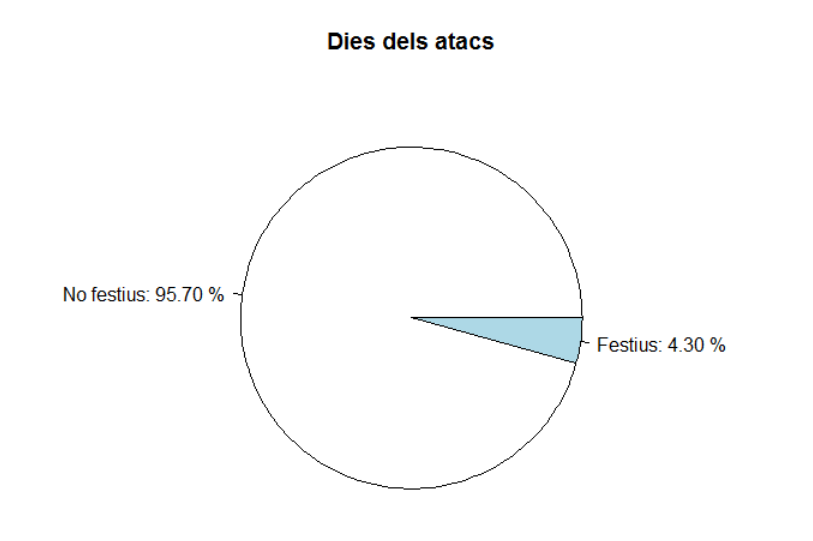 Dies dels atacs
No festius: 95.70 %
Festius: 4.30 %